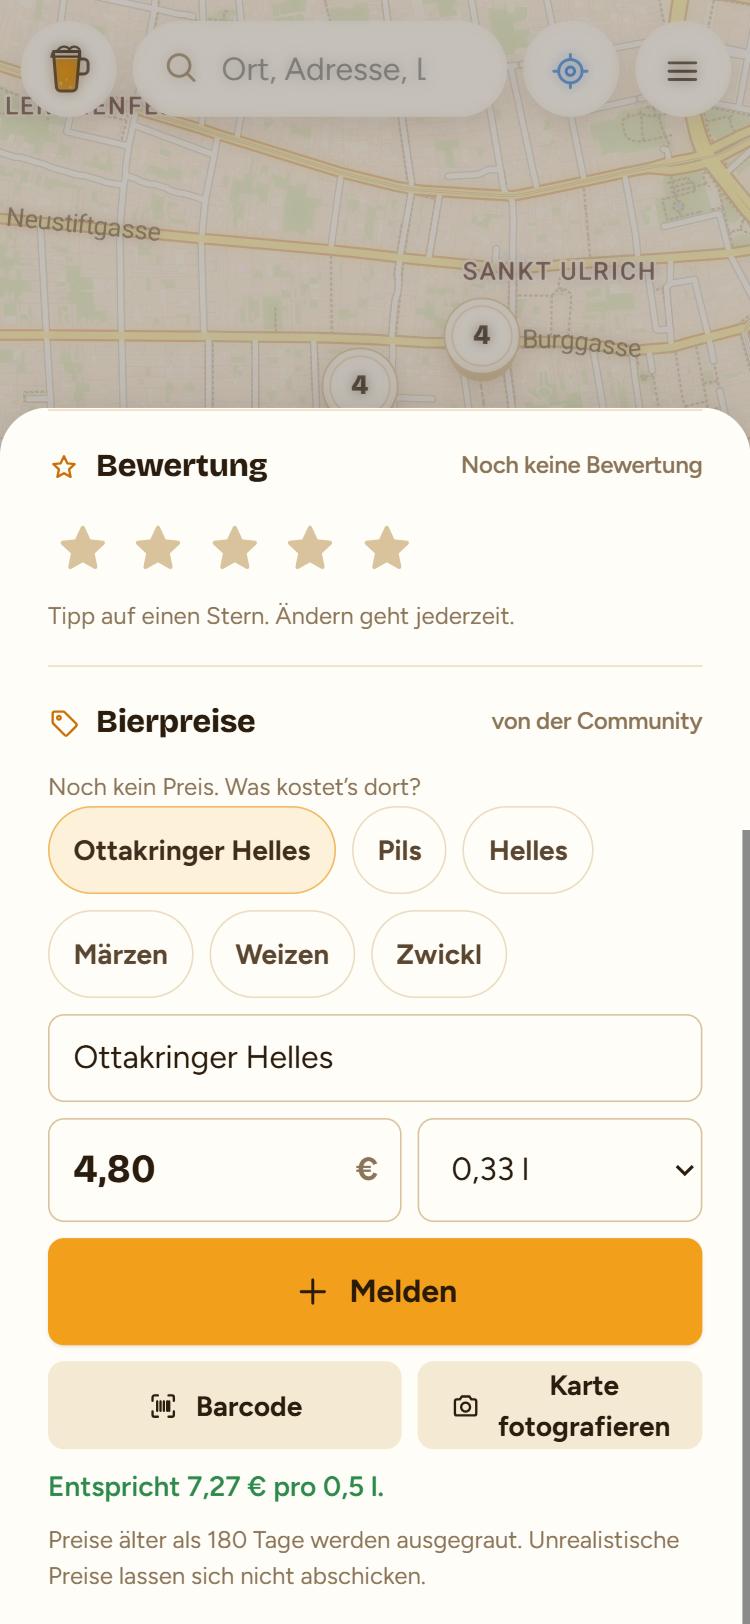 Ort, Adresse, L
Neustiftgasse
SANKT ULRICH
4
Burggasse
4
Bewertung
Noch keine Bewertung
Tipp auf einen Stern. Ändern geht jederzeit.
Bierpreise
von der Community
Noch kein Preis. Was kostet’s dort?
Ottakringer Helles
Pils
Helles
Märzen
Weizen
Zwickl
Ottakringer Helles
4,80 €
0,33 l
Melden
Barcode
Karte
fotografieren
Entspricht 7,27 € pro 0,5 l.
Preise älter als 180 Tage werden ausgegraut. Unrealistische
Preise lassen sich nicht abschicken.